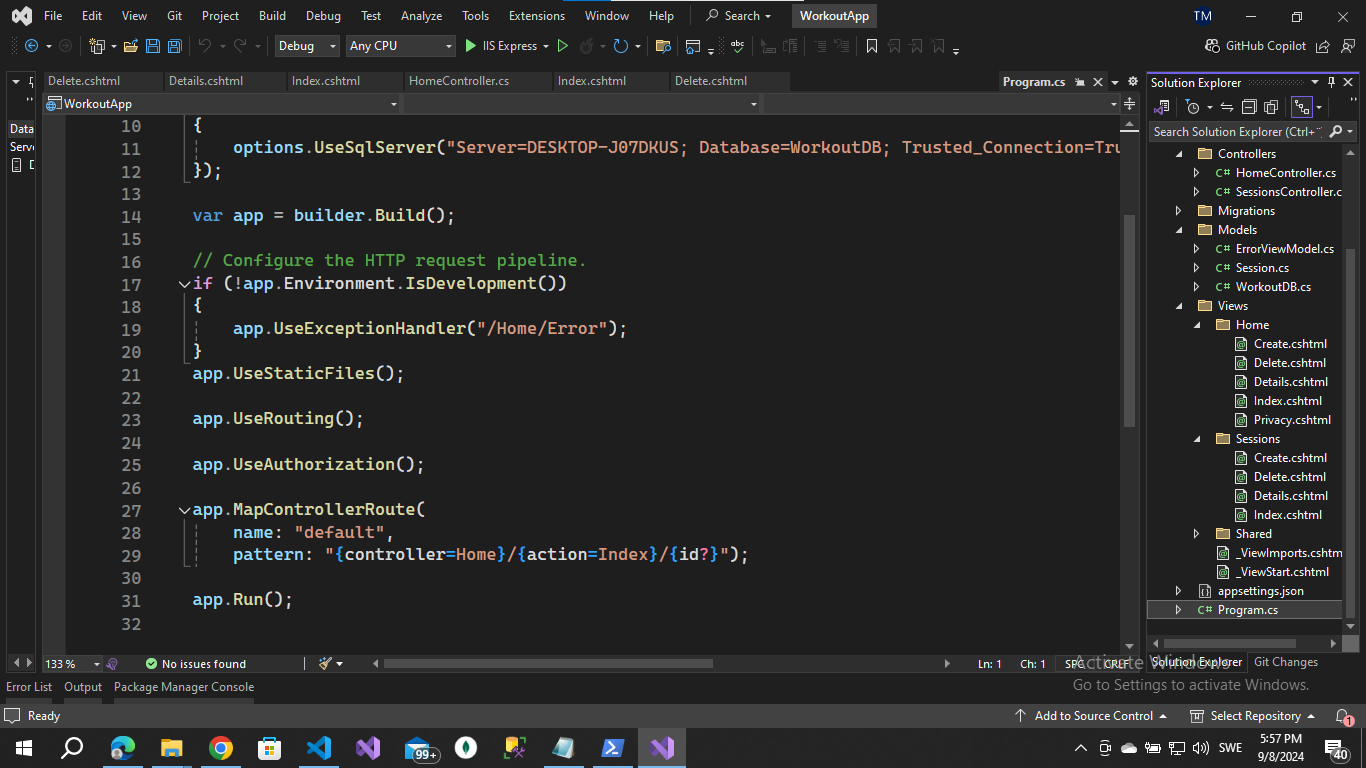 File Edit View Git Project Build Debug Test Analyze Tools Extensions Window Help Search WorkoutApp TM
Debug Any CPU IIS Express GitHub Copilot
Delete.cshtml Details.cshtml Index.cshtml HomeController.cs Index.cshtml Delete.cshtml Program.cs
WorkoutApp
10 {
11 options.UseSqlServer("Server=DESKTOP-J07DKUS; Database=WorkoutDB; Trusted_Connection=Tru
12 });
13
14 var app = builder.Build();
15
16 // Configure the HTTP request pipeline.
17 if (!app.Environment.IsDevelopment())
18 {
19 app.UseExceptionHandler("/Home/Error");
20 }
21 app.UseStaticFiles();
22
23 app.UseRouting();
24
25 app.UseAuthorization();
26
27 app.MapControllerRoute(
28 name: "default",
29 pattern: "{controller=Home}/{action=Index}/{id?}");
30
31 app.Run();
32
133 % No issues found Ln: 1 Ch: 1 SPC CRLF
Data
Serve
D
Solution Explorer
Search Solution Explorer (Ctrl+
Controllers
C# HomeController.cs
C# SessionsController.c
Migrations
Models
C# ErrorViewModel.cs
C# Session.cs
C# WorkoutDB.cs
Views
Home
Create.cshtml
Delete.cshtml
Details.cshtml
Index.cshtml
Privacy.cshtml
Sessions
Create.cshtml
Delete.cshtml
Details.cshtml
Index.cshtml
Shared
_ViewImports.cshtm
_ViewStart.cshtml
appsettings.json
C# Program.cs
Solution Explorer Git Changes
Activate Windows
Go to Settings to activate Windows.
Error List Output Package Manager Console
Ready Add to Source Control Select Repository 1
99+ SWE 5:57 PM
9/8/2024
40